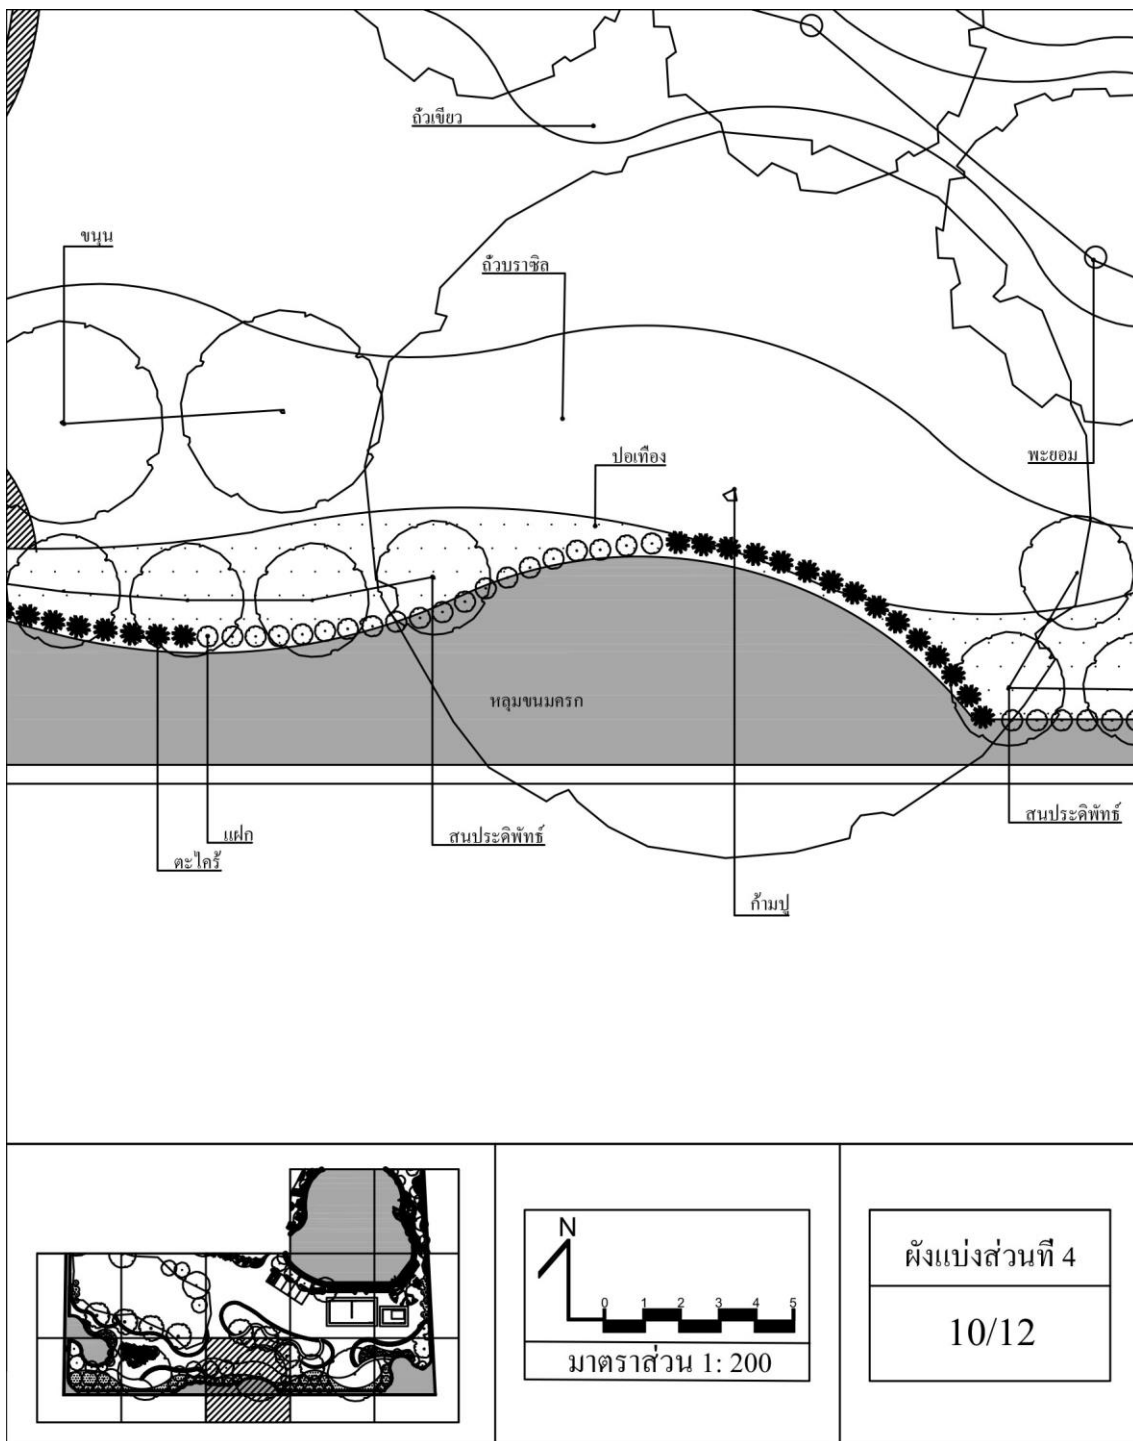 ถั่วเขียว
ขนุน
ถั่วบราซิล
ปอเทือง
พะยอม
หลุมขนมครก
แฝก
สนประดิพัทธ์
สนประดิพัทธ์
ตะไคร้
ก้ามปู
N
0 1 2 3 4 5
มาตราส่วน 1: 200
ผังแบ่งส่วนที่ 4
10/12